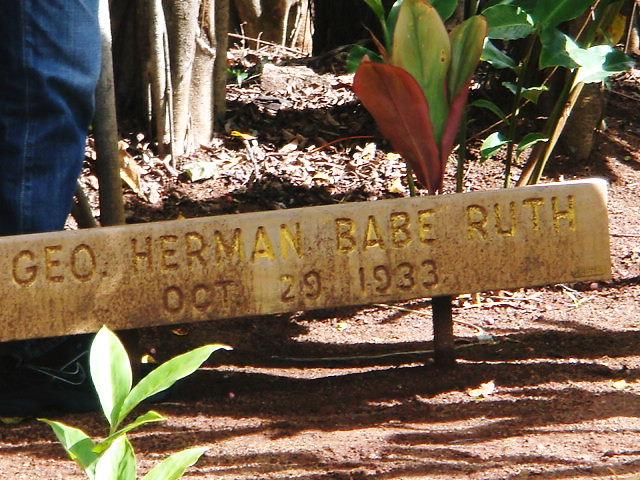 GEO. HERMAN BABE RUTH
OCT 29 1933